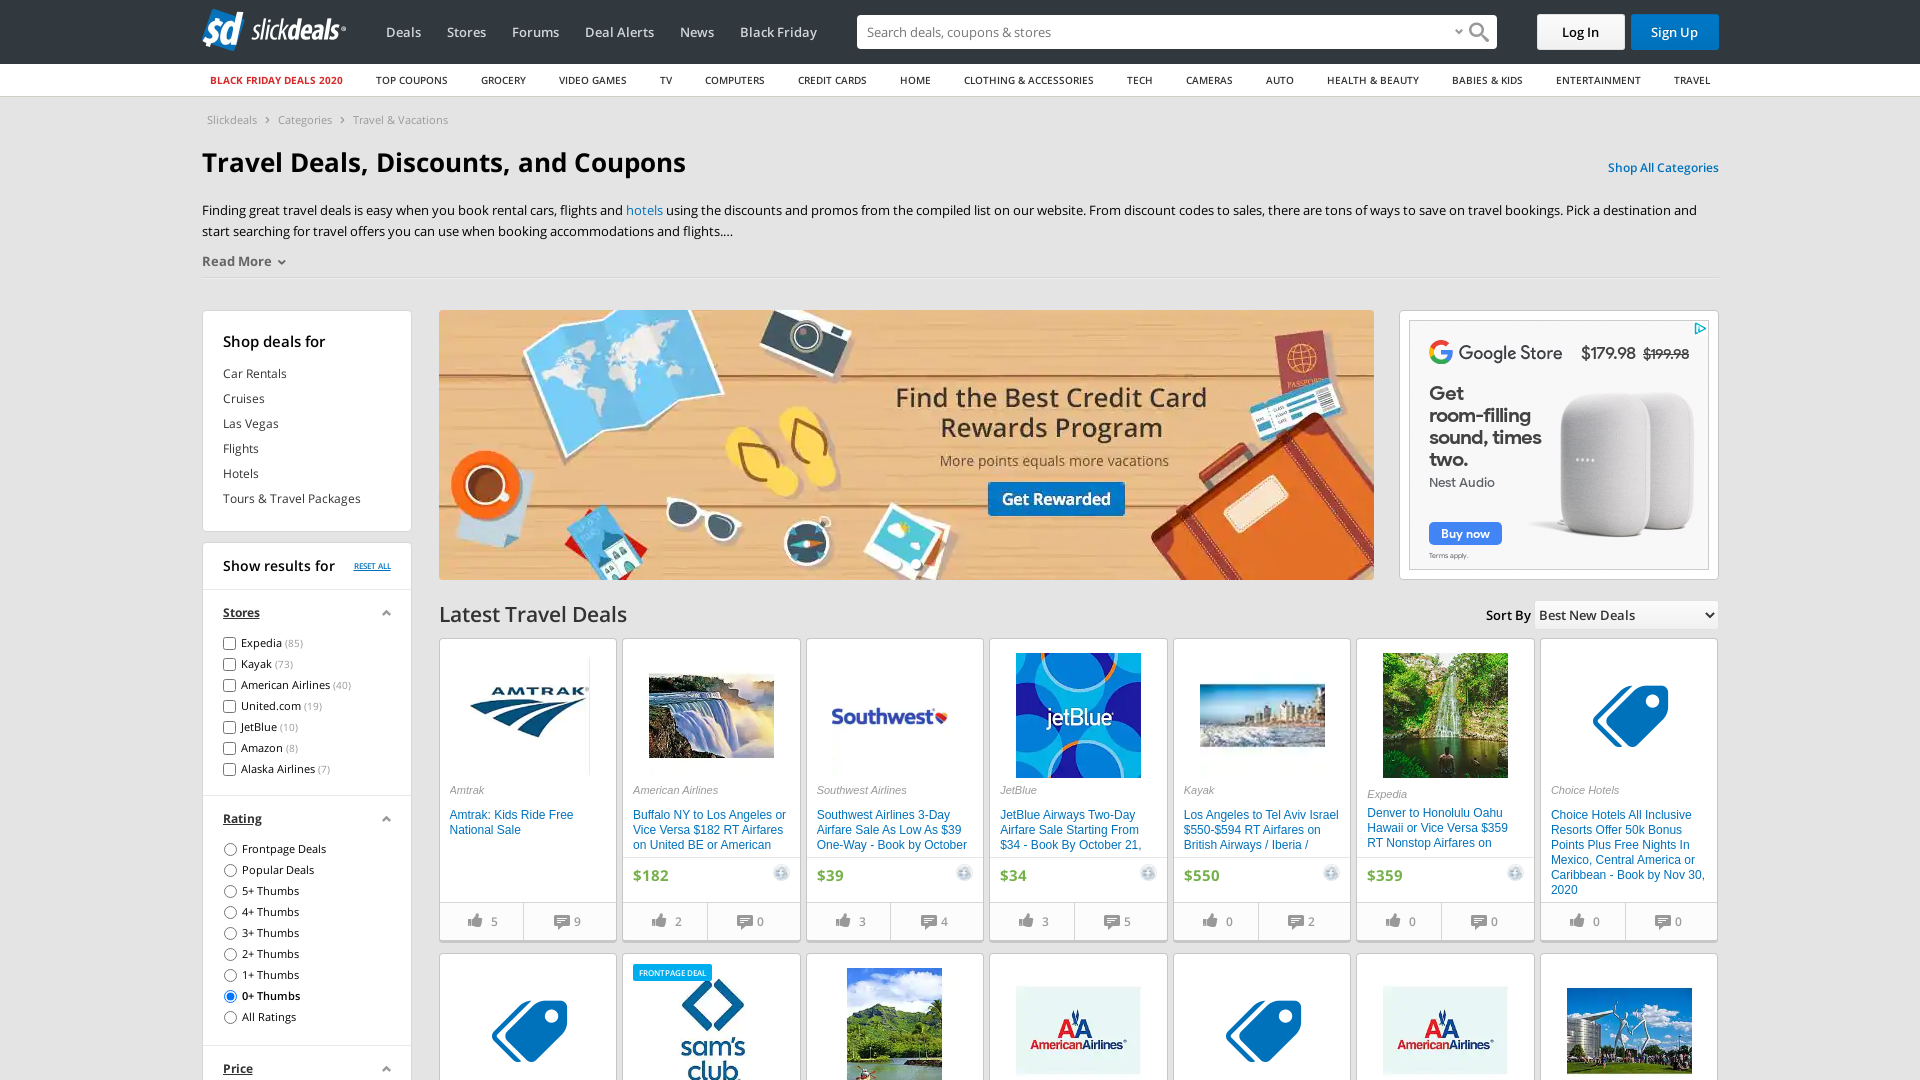 sd slickdeals
Deals
Stores
Forums
Deal Alerts
News
Black Friday
Search deals, coupons & stores
Log In
Sign Up
BLACK FRIDAY DEALS 2020
TOP COUPONS
GROCERY
VIDEO GAMES
TV
COMPUTERS
CREDIT CARDS
HOME
CLOTHING & ACCESSORIES
TECH
CAMERAS
AUTO
HEALTH & BEAUTY
BABIES & KIDS
ENTERTAINMENT
TRAVEL
Slickdeals > Categories > Travel & Vacations
Travel Deals, Discounts, and Coupons
Shop All Categories
Finding great travel deals is easy when you book rental cars, flights and hotels using the discounts and promos from the compiled list on our website. From discount codes to sales, there are tons of ways to save on travel bookings. Pick a destination and
start searching for travel offers you can use when booking accommodations and flights....
Read More
Shop deals for
Car Rentals
Cruises
Las Vegas
Flights
Hotels
Tours & Travel Packages
PASSPORT
Find the Best Credit Card
Rewards Program
More points equals more vacations
Get Rewarded
Google Store $179.98 $199.98
Get
room-filling
sound, times
two.
Nest Audio
Buy now
Terms apply.
Show results for RESET ALL
Stores
Expedia (85)
Kayak (73)
American Airlines (40)
United.com (19)
JetBlue (10)
Amazon (8)
Alaska Airlines (7)
Rating
Frontpage Deals
Popular Deals
5+ Thumbs
4+ Thumbs
3+ Thumbs
2+ Thumbs
1+ Thumbs
0+ Thumbs
All Ratings
Price
Latest Travel Deals
Sort By Best New Deals
AMTRAK
Amtrak
Amtrak: Kids Ride Free
National Sale
5 9
American Airlines
Buffalo NY to Los Angeles or
Vice Versa $182 RT Airfares
on United BE or American
$182
2 0
Southwest
Southwest Airlines
Southwest Airlines 3-Day
Airfare Sale As Low As $39
One-Way - Book by October
$39
3 4
jetBlue
JetBlue
JetBlue Airways Two-Day
Airfare Sale Starting From
$34 - Book By October 21,
$34
3 5
Kayak
Los Angeles to Tel Aviv Israel
$550-$594 RT Airfares on
British Airways / Iberia /
$550
0 2
Expedia
Denver to Honolulu Oahu
Hawaii or Vice Versa $359
RT Nonstop Airfares on
$359
0 0
Choice Hotels
Choice Hotels All Inclusive
Resorts Offer 50k Bonus
Points Plus Free Nights In
Mexico, Central America or
Caribbean - Book by Nov 30,
2020
0 0
FRONTPAGE DEAL
sam's
club
AA
AmericanAirlines
AA
AmericanAirlines